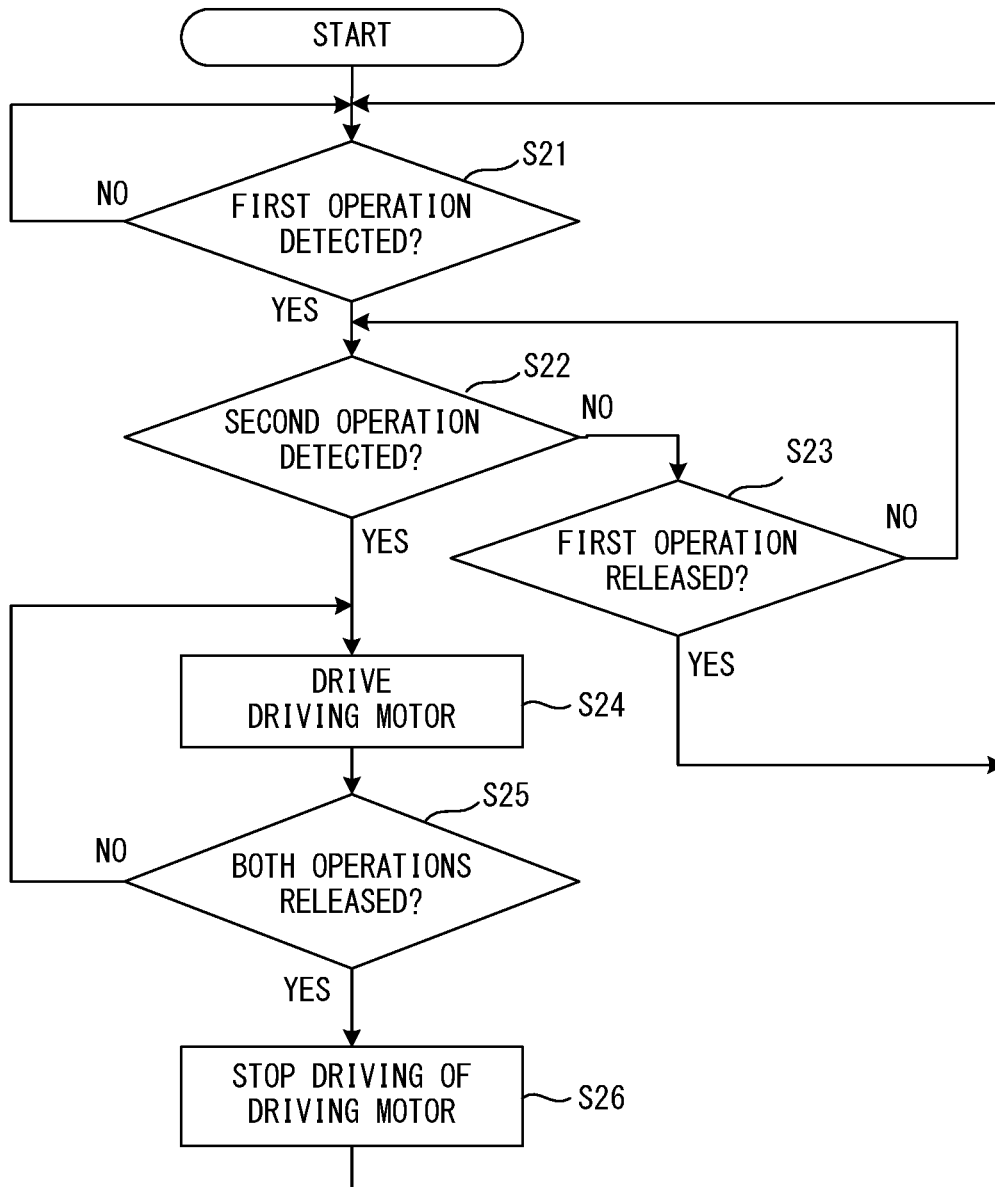 START
S21
NO
FIRST OPERATION
DETECTED?
YES
S22
SECOND OPERATION
DETECTED?
NO
S23
YES
FIRST OPERATION
RELEASED?
NO
YES
DRIVE
DRIVING MOTOR
S24
S25
NO
BOTH OPERATIONS
RELEASED?
YES
STOP DRIVING OF
DRIVING MOTOR
S26